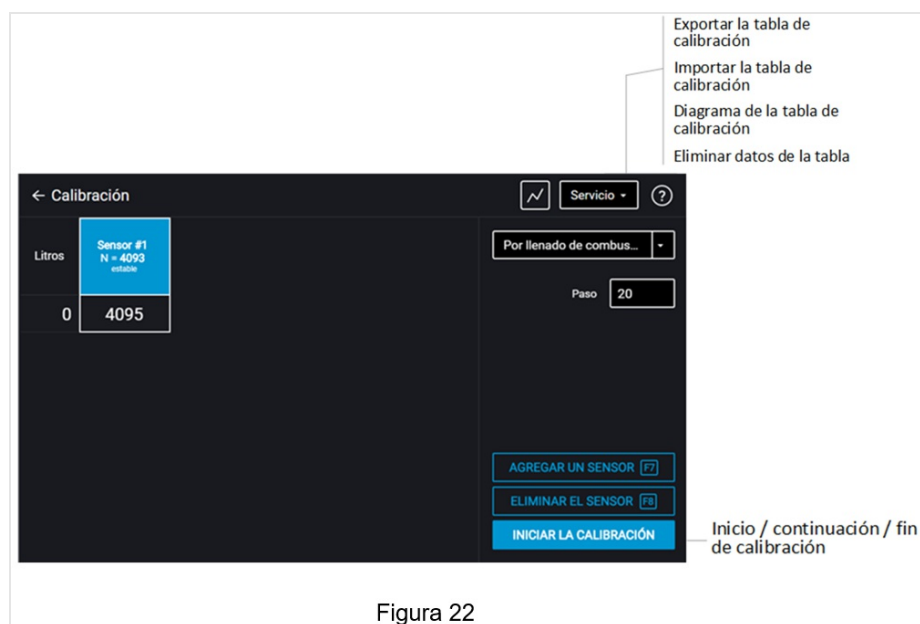 Exportar la tabla de
calibración
Importar la tabla de
calibración
Diagrama de la tabla de
calibración
Eliminar datos de la tabla
← Calibración
Servicio
?
Litros
Sensor #1
N = 4093
estable
Por llenado de combus...
Paso 20
0 4095
AGREGAR UN SENSOR F7
ELIMINAR EL SENSOR F8
INICIAR LA CALIBRACIÓN
Inicio / continuación / fin
de calibración
Figura 22